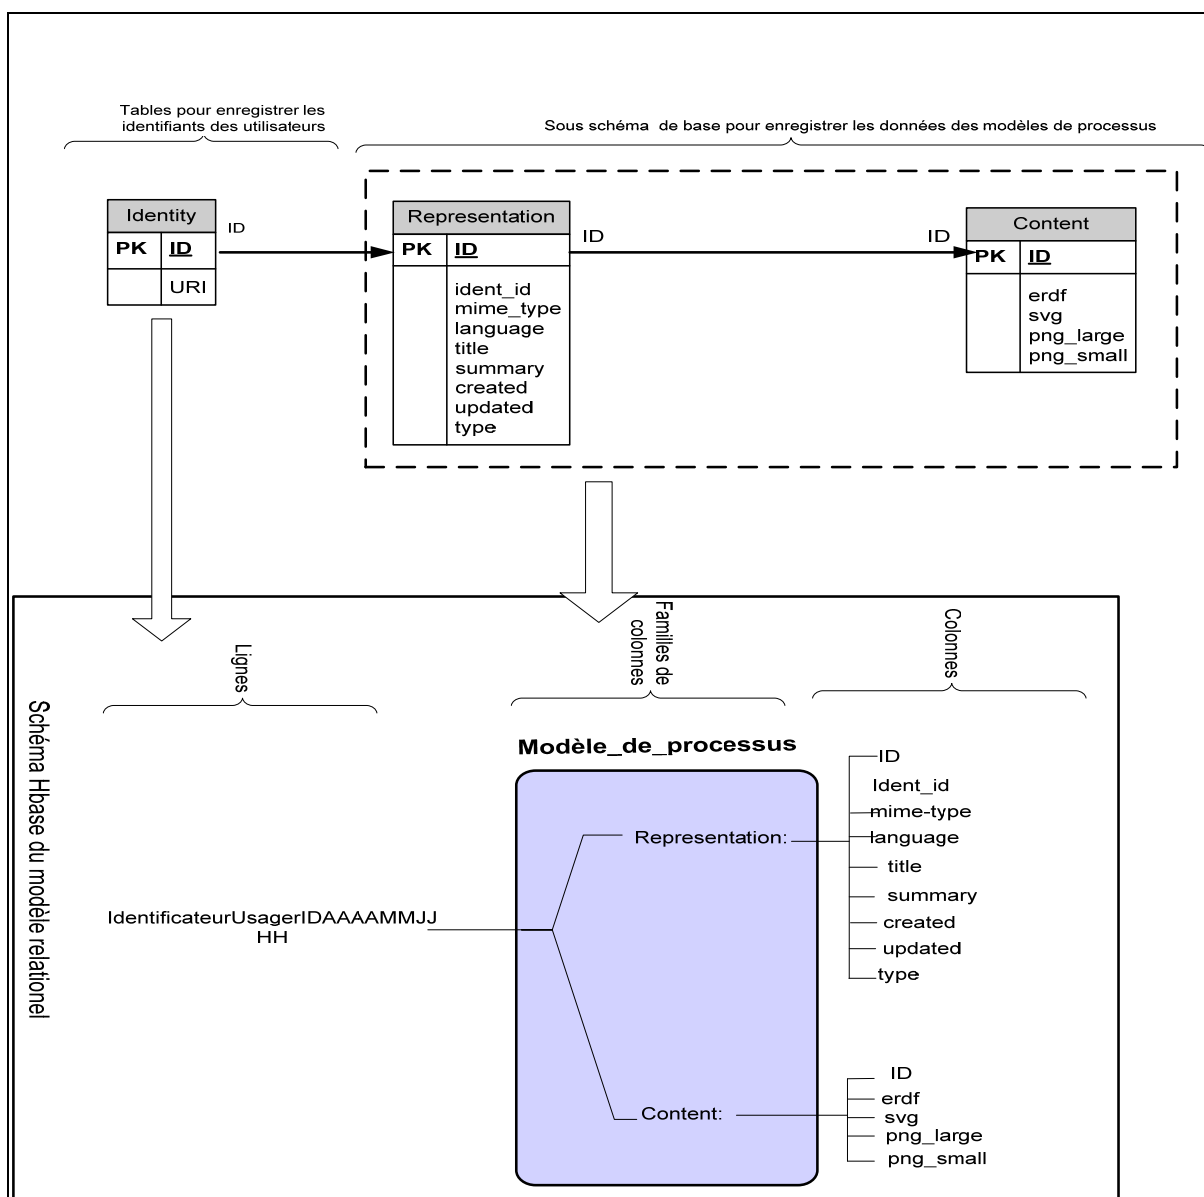 Tables pour enregistrer les
identifiants des utilisateurs
Sous schéma de base pour enregistrer les données des modèles de processus
Identity
PK ID
URI
ID
Representation
PK ID
ident_id
mime_type
language
title
summary
created
updated
type
ID
ID
Content
PK ID
erdf
svg
png_large
png_small
Schéma Hbase du modèle relationel
Lignes
Familles de
colonnes
Colonnes
Modèle_de_processus
IdentificateurUsagerIDAAAAMMJJ
HH
Representation:
ID
Ident_id
mime-type
language
title
summary
created
updated
type
Content:
ID
erdf
svg
png_large
png_small